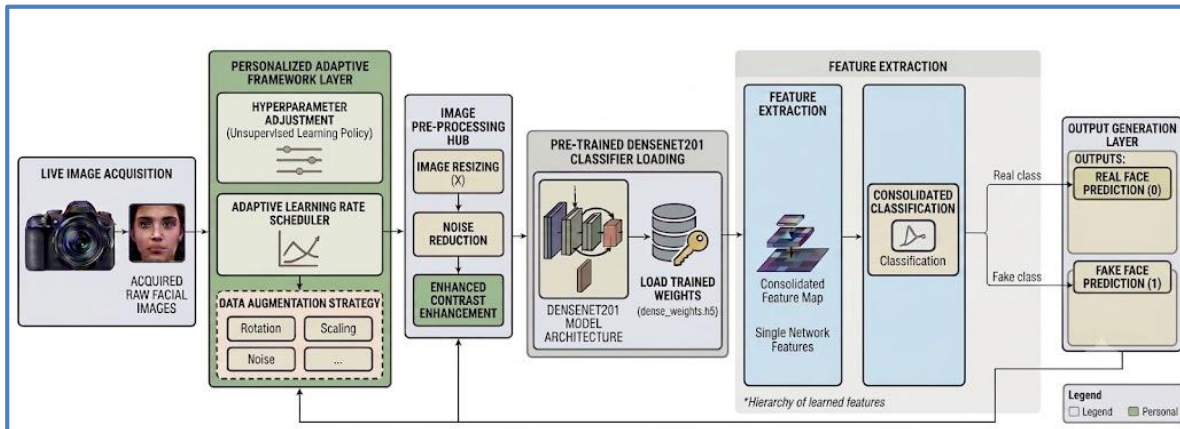 LIVE IMAGE ACQUISITION
ACQUIRED
RAW FACIAL
IMAGES
PERSONALIZED ADAPTIVE
FRAMEWORK LAYER
HYPERPARAMETER
ADJUSTMENT
(Unsupervised Learning Policy)
ADAPTIVE LEARNING RATE
SCHEDULER
DATA AUGMENTATION STRATEGY
Rotation
Scaling
Noise
...
IMAGE
PRE-PROCESSING
HUB
IMAGE RESIZING
(X)
NOISE
REDUCTION
ENHANCED
CONTRAST
ENHANCEMENT
PRE-TRAINED DENSENET201
CLASSIFIER LOADING
DENSENET201
MODEL
ARCHITECTURE
LOAD TRAINED
WEIGHTS
(dense_weights.h5)
FEATURE EXTRACTION
FEATURE
EXTRACTION
Consolidated
Feature Map
Single Network
Features
CONSOLIDATED
CLASSIFICATION
Classification
*Hierarchy of learned features
Real class
Fake class
OUTPUT GENERATION
LAYER
OUTPUTS:
REAL FACE
PREDICTION (0)
FAKE FACE
PREDICTION (1)
Legend
Legend
Personal